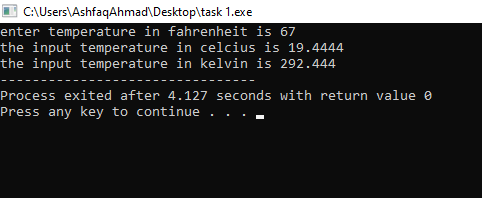 C:\Users\AshfaqAhmad\Desktop\task 1.exe
enter temperature in fahrenheit is 67
the input temperature in celcius is 19.4444
the input temperature in kelvin is 292.444
--------------------------------
Process exited after 4.127 seconds with return value 0
Press any key to continue . . .